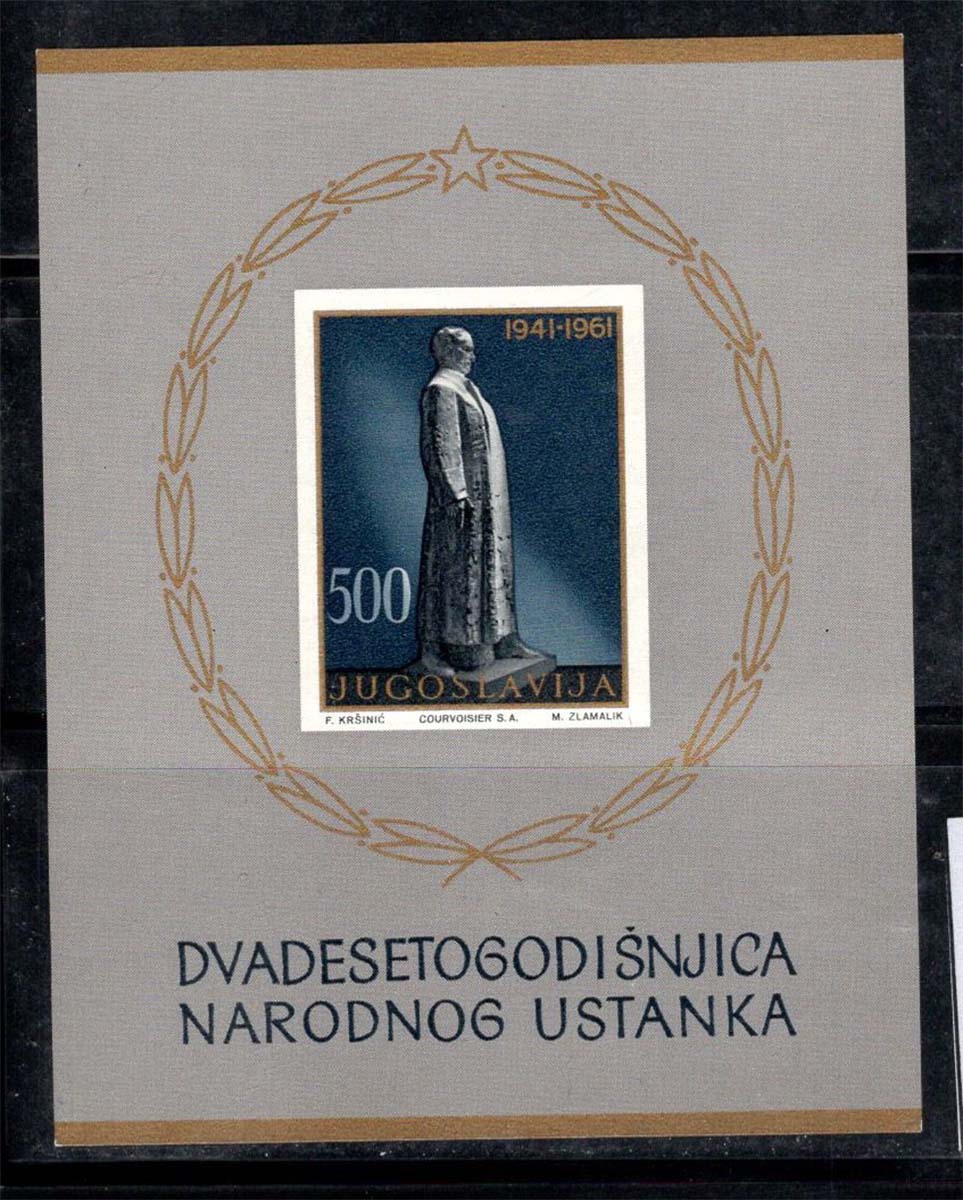 1941-1961
500
JUGOSLAVIJA
F. KRŠINIĆ COURVOISIER S.A. M. ZLAMALIK
DVADESETOGODIŠNJICA
NARODNOG USTANKA